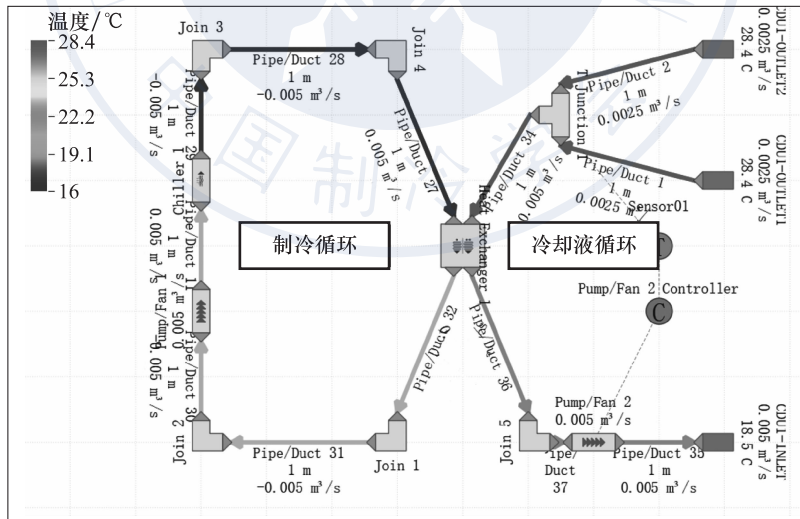 温度/℃
28.4
25.3
22.2
19.1
16
Join 3
Pipe/Duct 28
1 m
-0.005 m³/s
Join 4
Pipe/Duct 27
1 m
0.005 m³/s
Pipe/Duct 29
1 m
-0.005 m³/s
Chiller 1
Pipe/Duct 11
1 m
0.005 m³/s
Pump/Fan
0.005 m³/s
Pipe/Duct 30
1 m
0.005 m³/s
Join 2
Pipe/Duct 31
1 m
-0.005 m³/s
Join 1
Pipe/Duct 32
制冷循环
Heat Exchanger 1
冷却液循环
Pipe/Duct 34
1 m
0.005 m³/s
T Junction 1
Pipe/Duct 2
1 m
0.0025 m³/s
CDU1-OUTLET2
0.0025 m³/s
28.4 C
Pipe/Duct 1
1 m
0.0025 m³/s
CDU1-OUTLET1
0.0025 m³/s
28.4 C
Sensor01
T
Pump/Fan 2 Controller
C
Pipe/Duct 36
Join 5
Pipe/
Duct
37
Pump/Fan 2
0.005 m³/s
Pipe/Duct 35
1 m
0.005 m³/s
CDU1-INLET
0.005 m³/s
18.5 C
中国制冷学